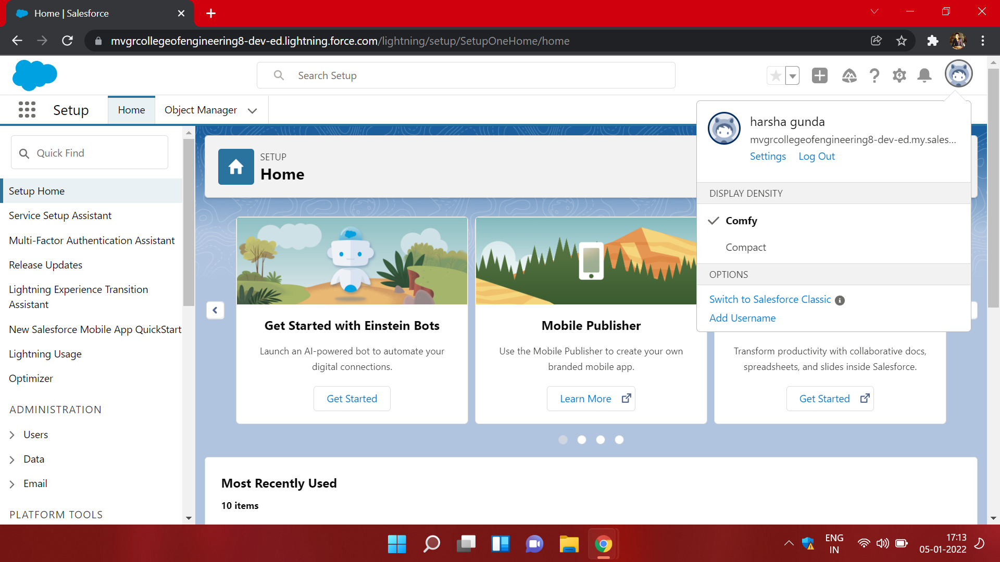 Home | Salesforce
mvgrcollegeofengineering8-dev-ed.lightning.force.com/lightning/setup/SetupOneHome/home
Search Setup
Setup
Home
Object Manager
Quick Find
Setup Home
Service Setup Assistant
Multi-Factor Authentication Assistant
Release Updates
Lightning Experience Transition
Assistant
New Salesforce Mobile App QuickStart
Lightning Usage
Optimizer
ADMINISTRATION
Users
Data
Email
PLATFORM TOOLS
SETUP
Home
Get Started with Einstein Bots
Launch an AI-powered bot to automate your
digital connections.
Get Started
Mobile Publisher
Use the Mobile Publisher to create your own
branded mobile app.
Learn More
Transform productivity with collaborative docs,
spreadsheets, and slides inside Salesforce.
Get Started
Most Recently Used
10 items
harsha gunda
mvgrcollegeofengineering8-dev-ed.my.sales...
Settings
Log Out
DISPLAY DENSITY
Comfy
Compact
OPTIONS
Switch to Salesforce Classic
Add Username
ENG
IN
17:13
05-01-2022